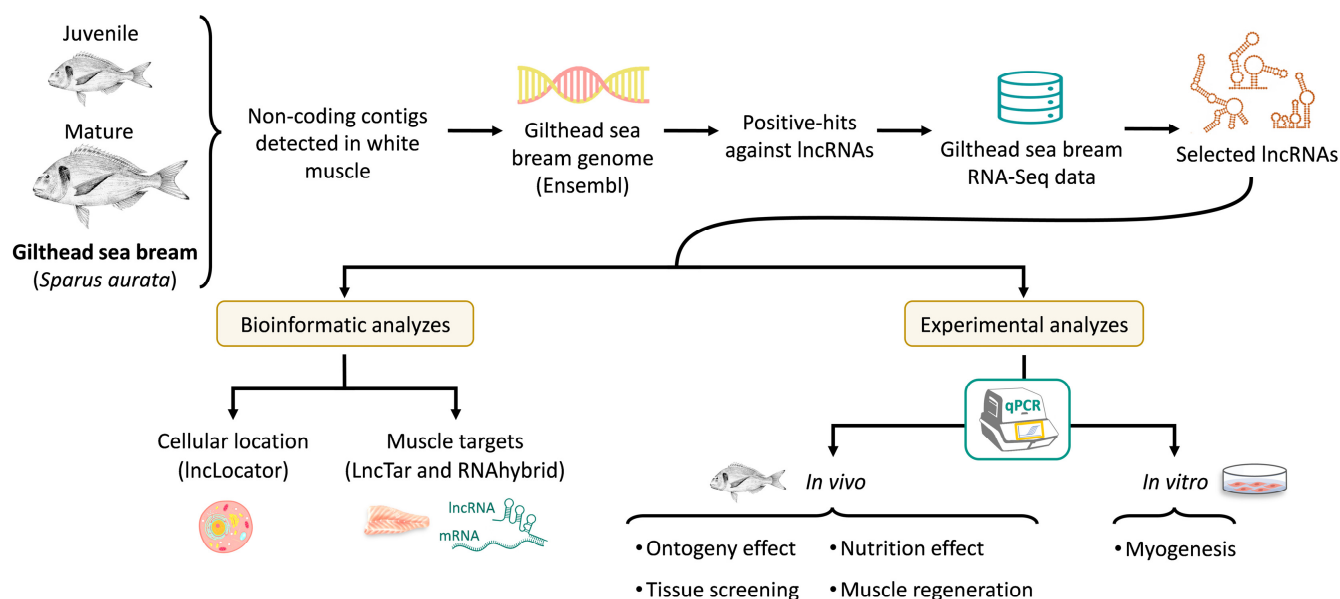 Juvenile
Mature
Gilthead sea bream
(Sparus aurata)
Non-coding contigs
detected in white
muscle
Gilthead sea
bream genome
(Ensembl)
Positive-hits
against lncRNAs
Gilthead sea bream
RNA-Seq data
Selected lncRNAs
Bioinformatic analyzes
Experimental analyzes
Cellular location
(lncLocator)
Muscle targets
(LncTar and RNAhybrid)
lncRNA
mRNA
qPCR
In vivo
In vitro
• Ontogeny effect
• Nutrition effect
• Tissue screening
• Muscle regeneration
• Myogenesis